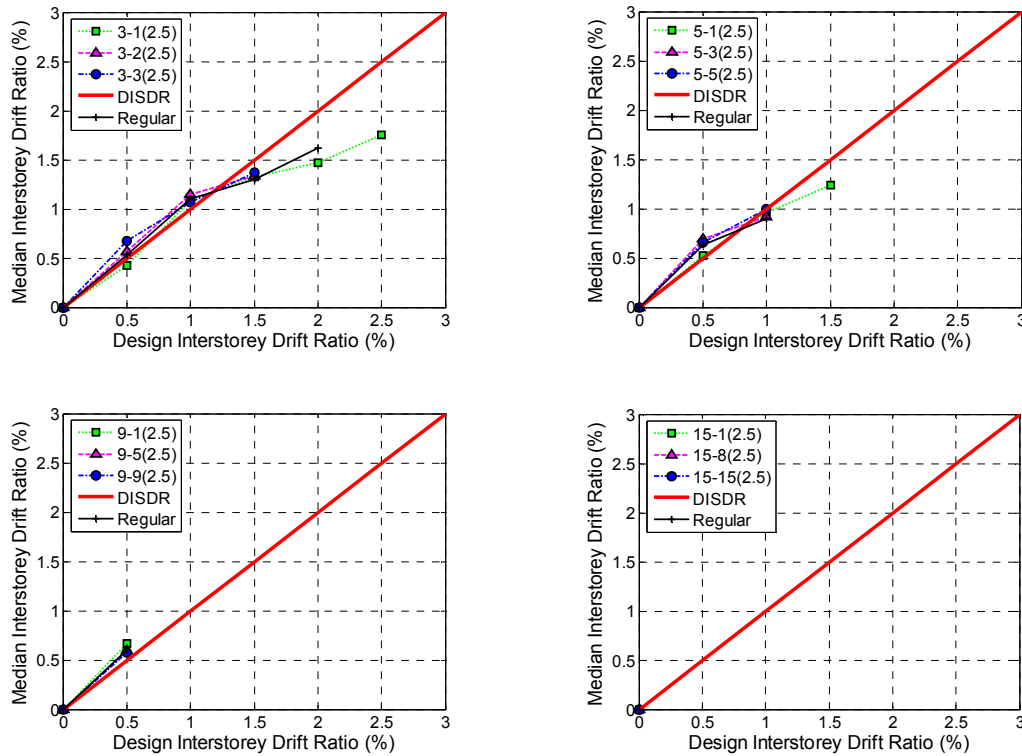 3
2.5
2
1.5
1
0.5
0
0 0.5 1 1.5 2 2.5 3
Median Interstorey Drift Ratio (%)
Design Interstorey Drift Ratio (%)
3-1(2.5)
3-2(2.5)
3-3(2.5)
DISDR
Regular
3
2.5
2
1.5
1
0.5
0
0 0.5 1 1.5 2 2.5 3
Median Interstorey Drift Ratio (%)
Design Interstorey Drift Ratio (%)
5-1(2.5)
5-3(2.5)
5-5(2.5)
DISDR
Regular
3
2.5
2
1.5
1
0.5
0
0 0.5 1 1.5 2 2.5 3
Median Interstorey Drift Ratio (%)
Design Interstorey Drift Ratio (%)
9-1(2.5)
9-5(2.5)
9-9(2.5)
DISDR
Regular
3
2.5
2
1.5
1
0.5
0
0 0.5 1 1.5 2 2.5 3
Median Interstorey Drift Ratio (%)
Design Interstorey Drift Ratio (%)
15-1(2.5)
15-8(2.5)
15-15(2.5)
DISDR
Regular